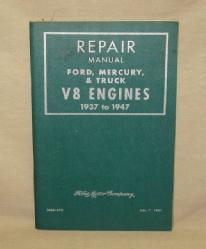 REPAIR
MANUAL
FORD, MERCURY,
& TRUCK
V8 ENGINES
1937 to 1947
Ford Motor Company